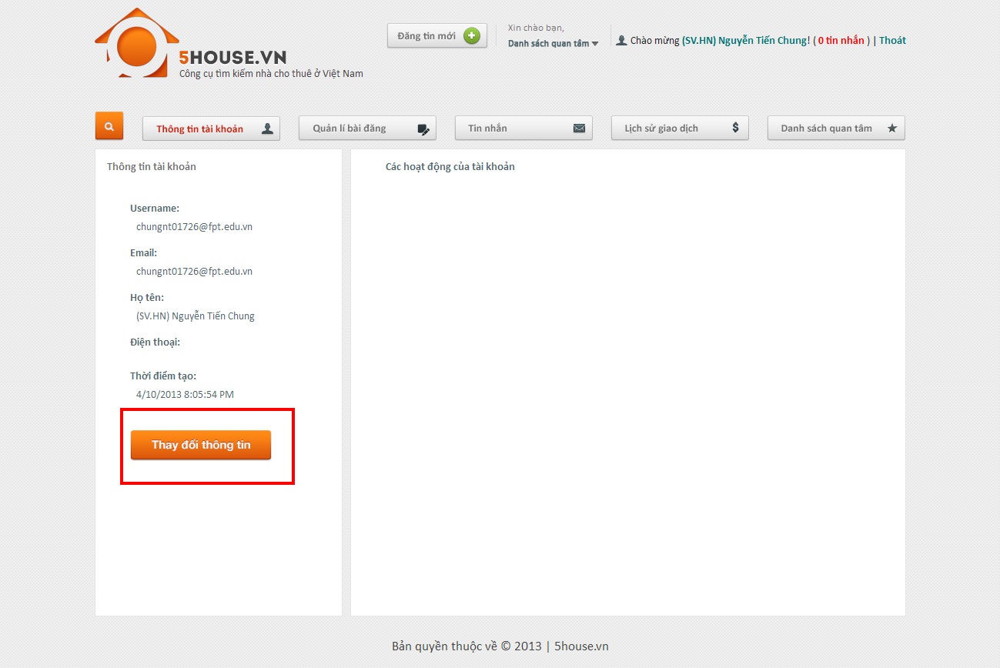 5HOUSE.VN
Công cụ tìm kiếm nhà cho thuê ở Việt Nam
Đăng tin mới
Xin chào bạn,
Danh sách quan tâm
Chào mừng (SV.HN) Nguyễn Tiến Chung! ( 0 tin nhắn ) | Thoát
Thông tin tài khoản
Quản lí bài đăng
Tin nhắn
Lịch sử giao dịch
Danh sách quan tâm
Thông tin tài khoản
Username:
chungnt01726@fpt.edu.vn
Email:
chungnt01726@fpt.edu.vn
Họ tên:
(SV.HN) Nguyễn Tiến Chung
Điện thoại:
Thời điểm tạo:
4/10/2013 8:05:54 PM
Thay đổi thông tin
Các hoạt động của tài khoản
Bản quyền thuộc về © 2013 | 5house.vn